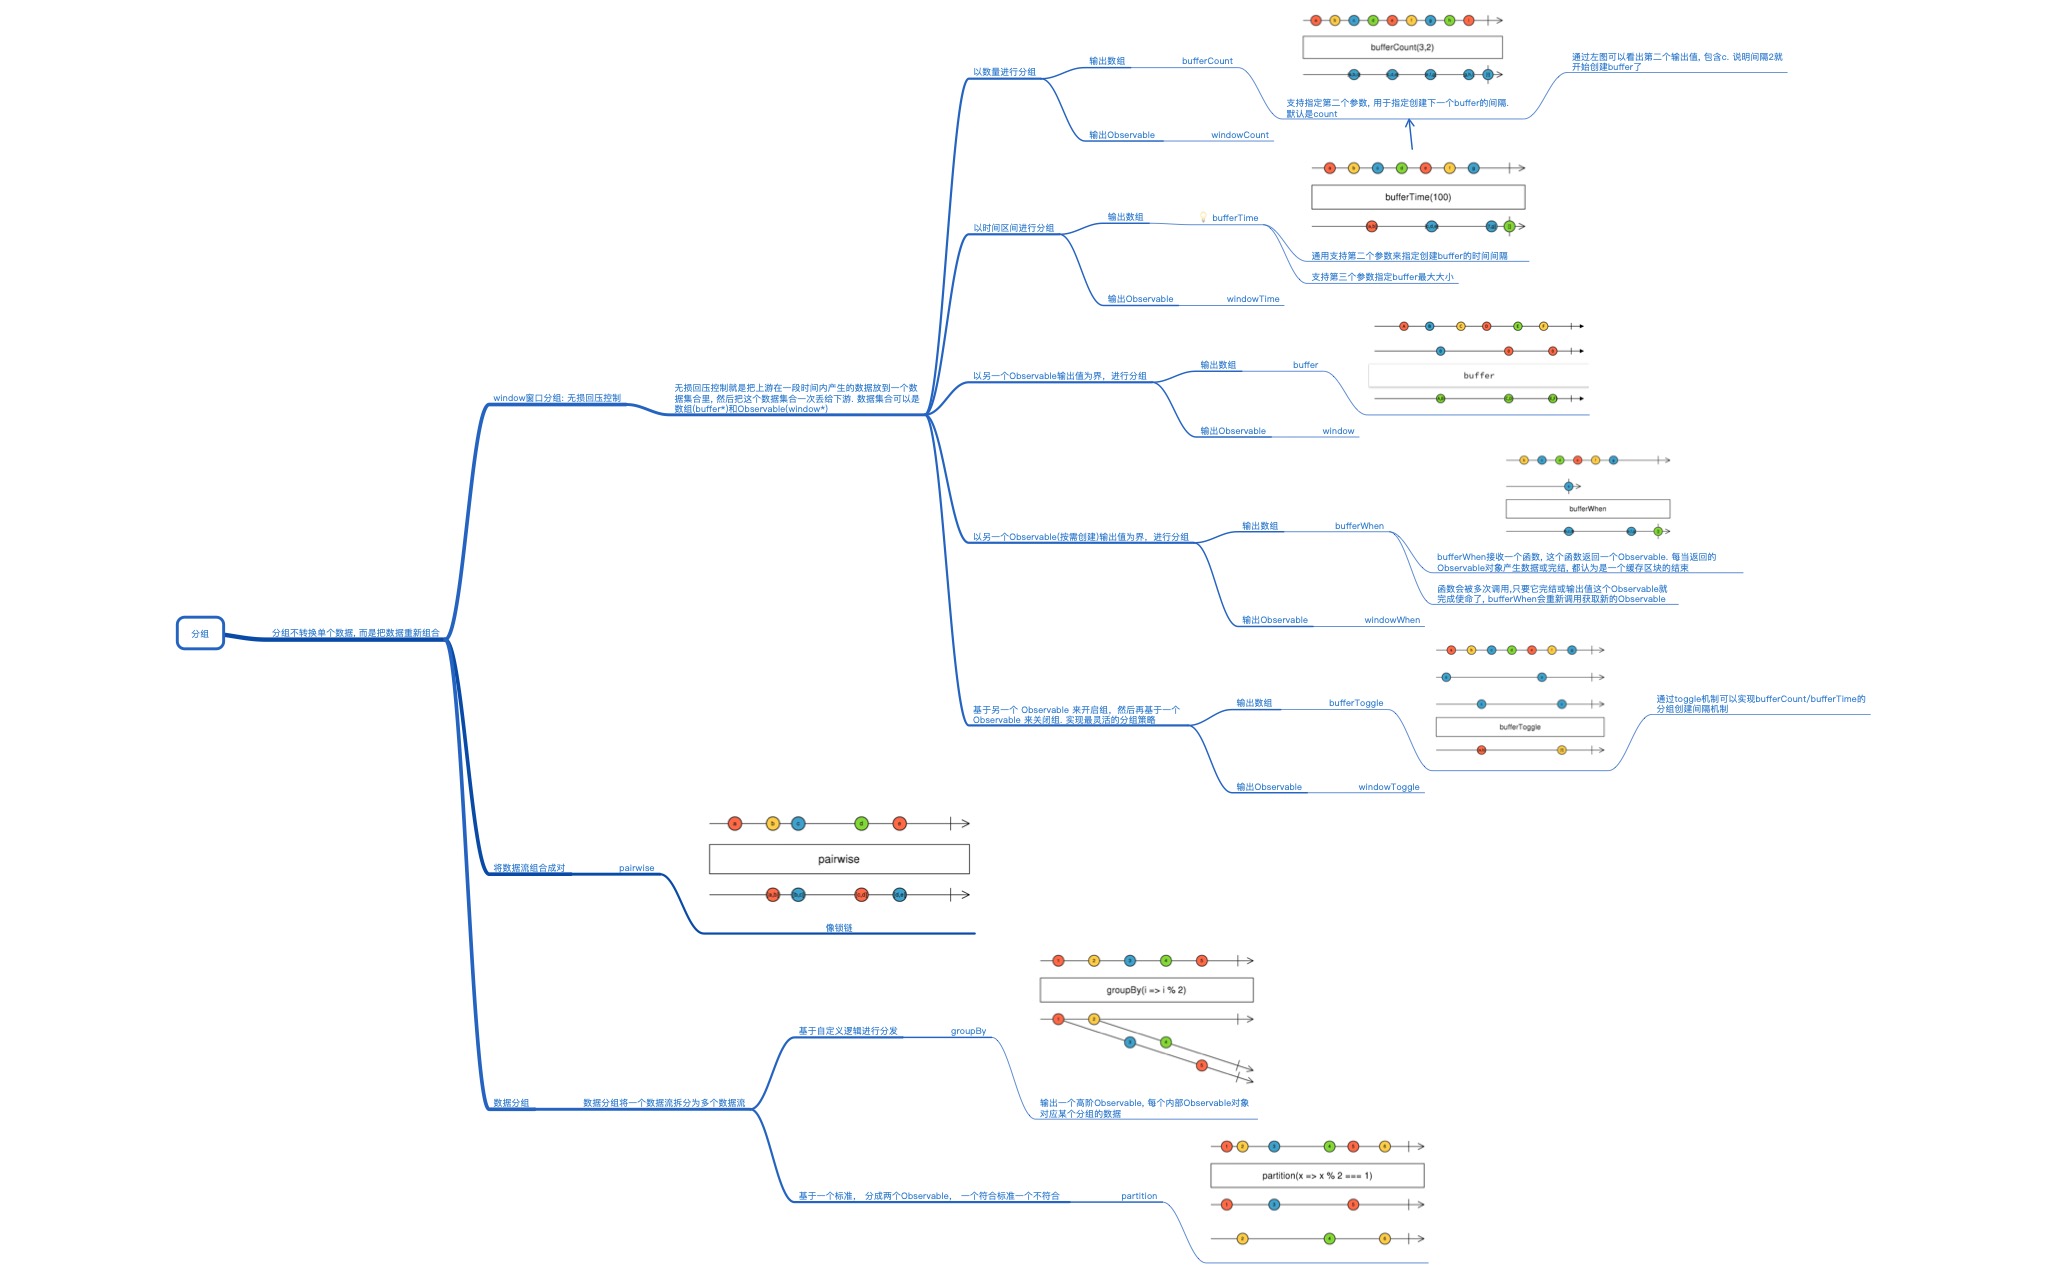 分组
分组不转换单个数据, 而是把数据重新组合
window窗口分组: 无损回压控制
无损回压控制就是把上游在一段时间内产生的数据放到一个数
据集合里, 然后把这个数据集合一次丢给下游. 数据集合可以是
数组(buffer*)和Observable(window*)
以数量进行分组
输出数组
bufferCount
bufferCount(3,2)
支持指定第二个参数, 用于指定创建下一个buffer的间隔.
默认是count
通过左图可以看出第二个输出值, 包含c. 说明间隔2就
开始创建buffer了
输出Observable
windowCount
以时间区间进行分组
输出数组
bufferTime
bufferTime(100)
通用支持第二个参数来指定创建buffer的时间间隔
支持第三个参数指定buffer最大大小
输出Observable
windowTime
以另一个Observable输出值为界，进行分组
输出数组
buffer
A B C D E F
buffer
输出Observable
window
以另一个Observable(按需创建)输出值为界，进行分组
输出数组
bufferWhen
bufferWhen
bufferWhen接收一个函数, 这个函数返回一个Observable. 每当返回的
Observable对象产生数据或完结, 都认为是一个缓存区块的结束
函数会被多次调用,只要它完结或输出值这个Observable就
完成使命了, bufferWhen会重新调用获取新的Observable
输出Observable
windowWhen
基于另一个 Observable 来开启组，然后再基于一个
Observable 来关闭组. 实现最灵活的分组策略
输出数组
bufferToggle
bufferToggle
通过toggle机制可以实现bufferCount/bufferTime的
分组创建间隔机制
输出Observable
windowToggle
将数据流组合成对
pairwise
a b c d e
pairwise
像锁链
数据分组
数据分组将一个数据流拆分为多个数据流
基于自定义逻辑进行分发
groupBy
1 2 3 4 5
groupBy(i => i % 2)
输出一个高阶Observable, 每个内部Observable对象
对应某个分组的数据
基于一个标准， 分成两个Observable， 一个符合标准一个不符合
partition
1 2 3 4 5 6
partition(x => x % 2 === 1)